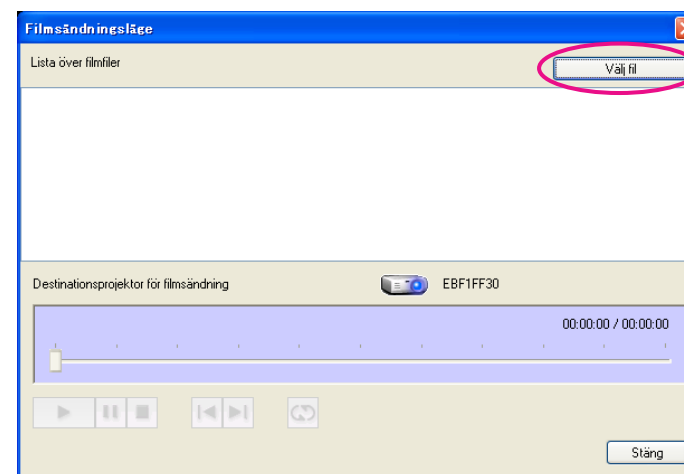 Filmsändningsläge
Lista över filmfiler
Välj fil
Destinationsprojektor för filmsändning
EBF1FF30
00:00:00 / 00:00:00
Stäng